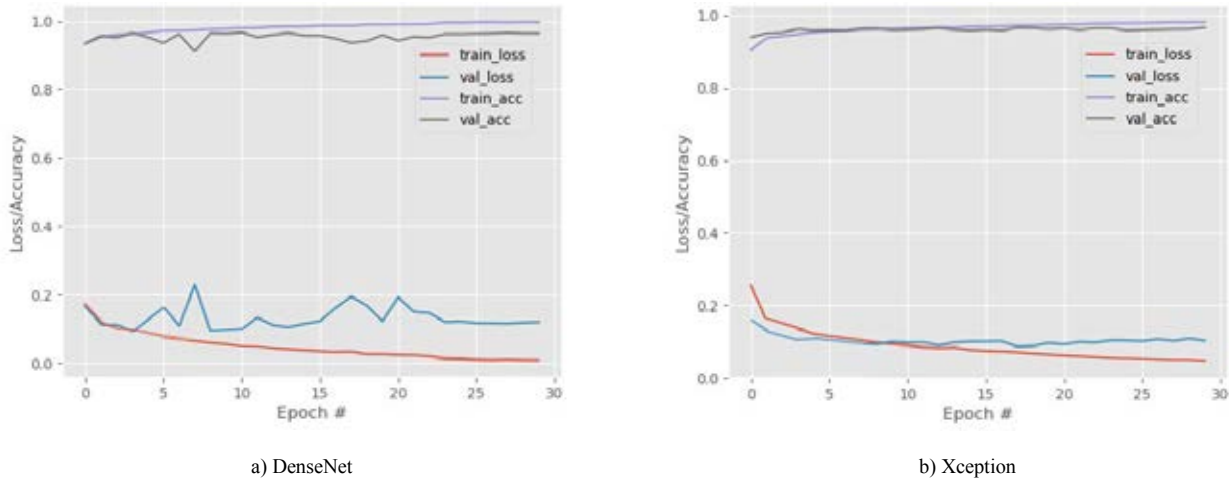 1.0
0.8
0.6
0.4
0.2
0.0
Loss/Accuracy
train_loss
val_loss
train_acc
val_acc
0 5 10 15 20 25 30
Epoch #
a) DenseNet
1.0
0.8
0.6
0.4
0.2
0.0
Loss/Accuracy
train_loss
val_loss
train_acc
val_acc
0 5 10 15 20 25 30
Epoch #
b) Xception